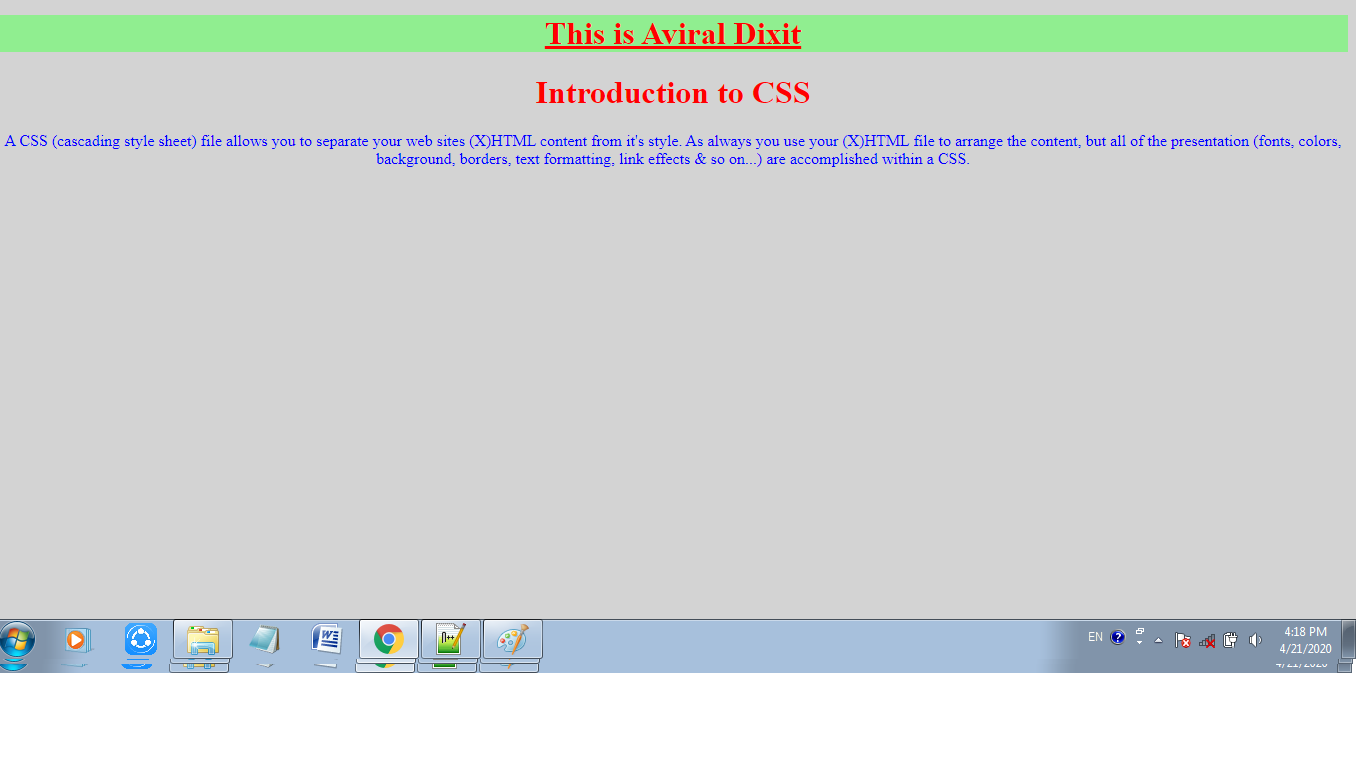 This is Aviral Dixit
Introduction to CSS
A CSS (cascading style sheet) file allows you to separate your web sites (X)HTML content from it's style. As always you use your (X)HTML file to arrange the content, but all of the presentation (fonts, colors,
background, borders, text formatting, link effects & so on...) are accomplished within a CSS.
EN
4:18 PM
4/21/2020
4/21/2020